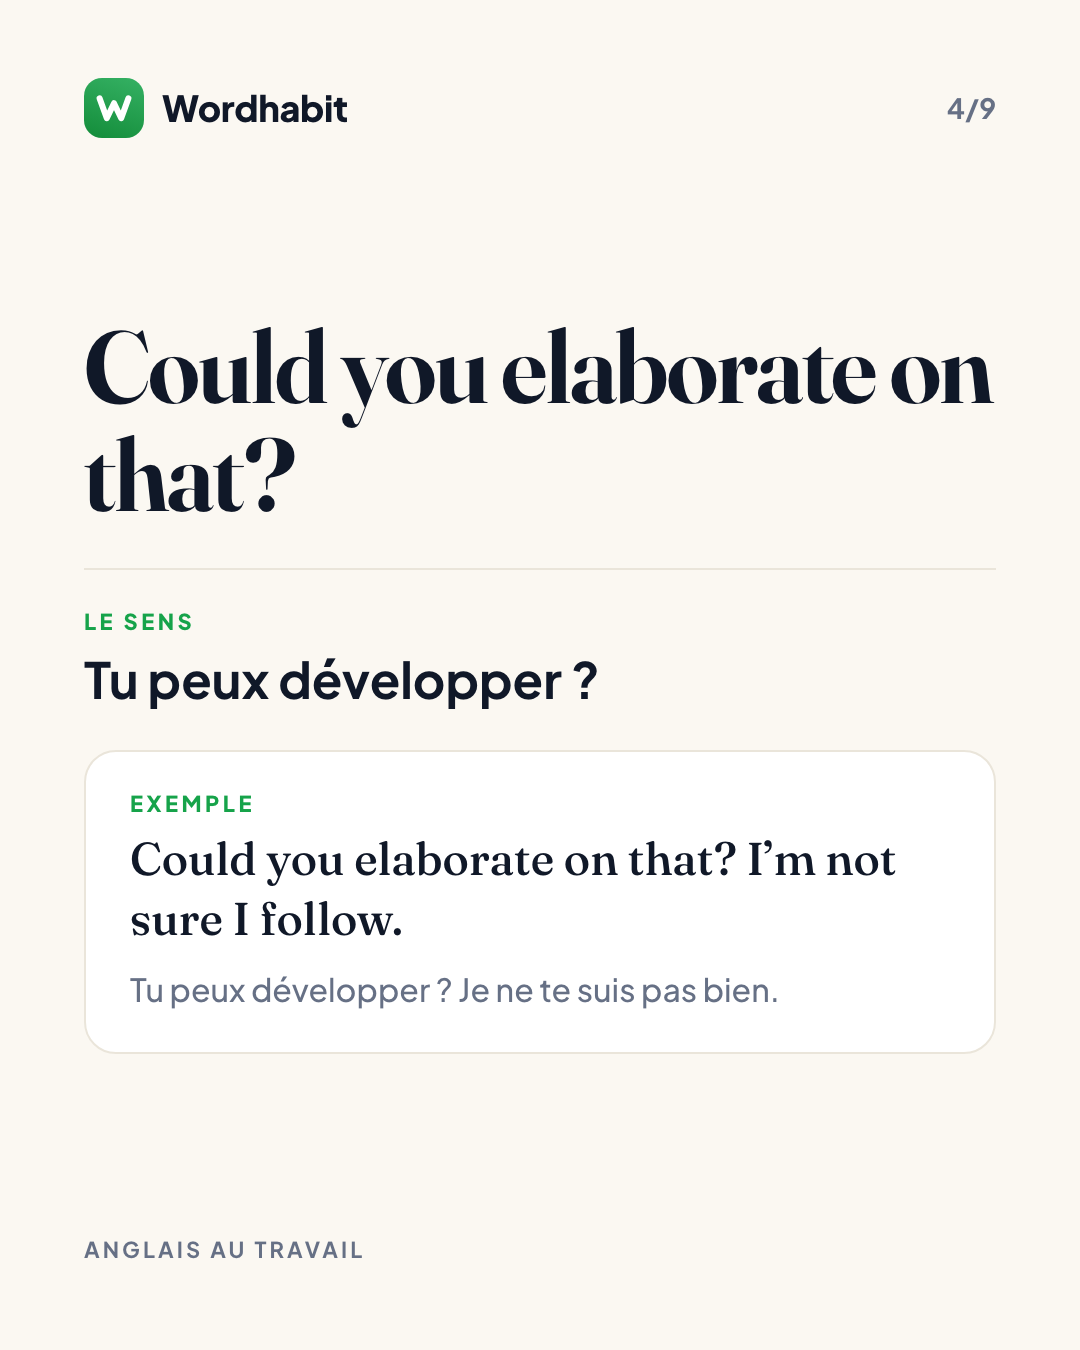 Wordhabit
4/9
Could you elaborate on
that?
LE SENS
Tu peux développer ?
EXEMPLE
Could you elaborate on that? I’m not
sure I follow.
Tu peux développer ? Je ne te suis pas bien.
ANGLAIS AU TRAVAIL